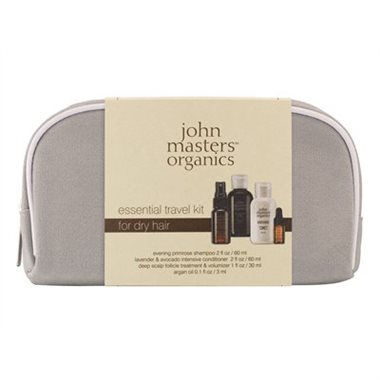 john
masters™
organics
essential travel kit
for dry hair
evening primrose shampoo 2 fl oz / 60 ml
lavender & avocado intensive conditioner 2 fl oz / 60 ml
deep scalp follicle treatment & volumizer 1 fl oz / 30 ml
argan oil 0.1 fl oz / 3 ml